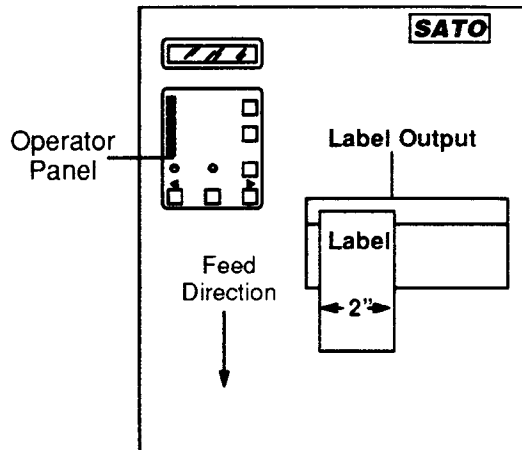 SATO
Operator
Panel
Label Output
Label
Feed
Direction
2"